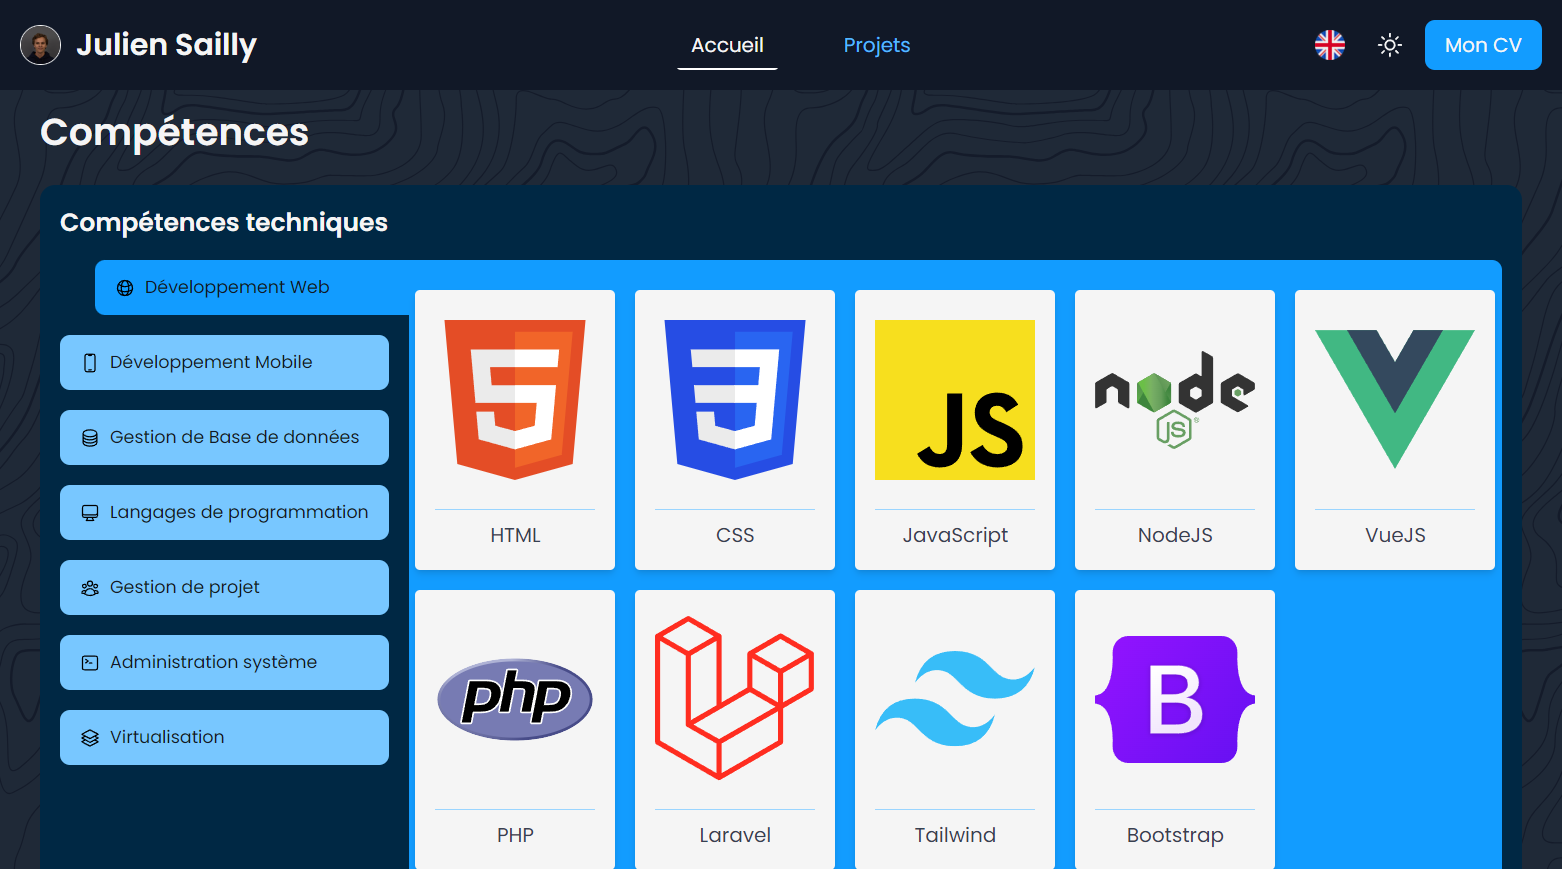 Julien Sailly
Accueil
Projets
Mon CV
Compétences
Compétences techniques
Développement Web
Développement Mobile
Gestion de Base de données
Langages de programmation
Gestion de projet
Administration système
Virtualisation
5
3
JS
node
JS
HTML
CSS
JavaScript
NodeJS
VueJS
php
B
PHP
Laravel
Tailwind
Bootstrap